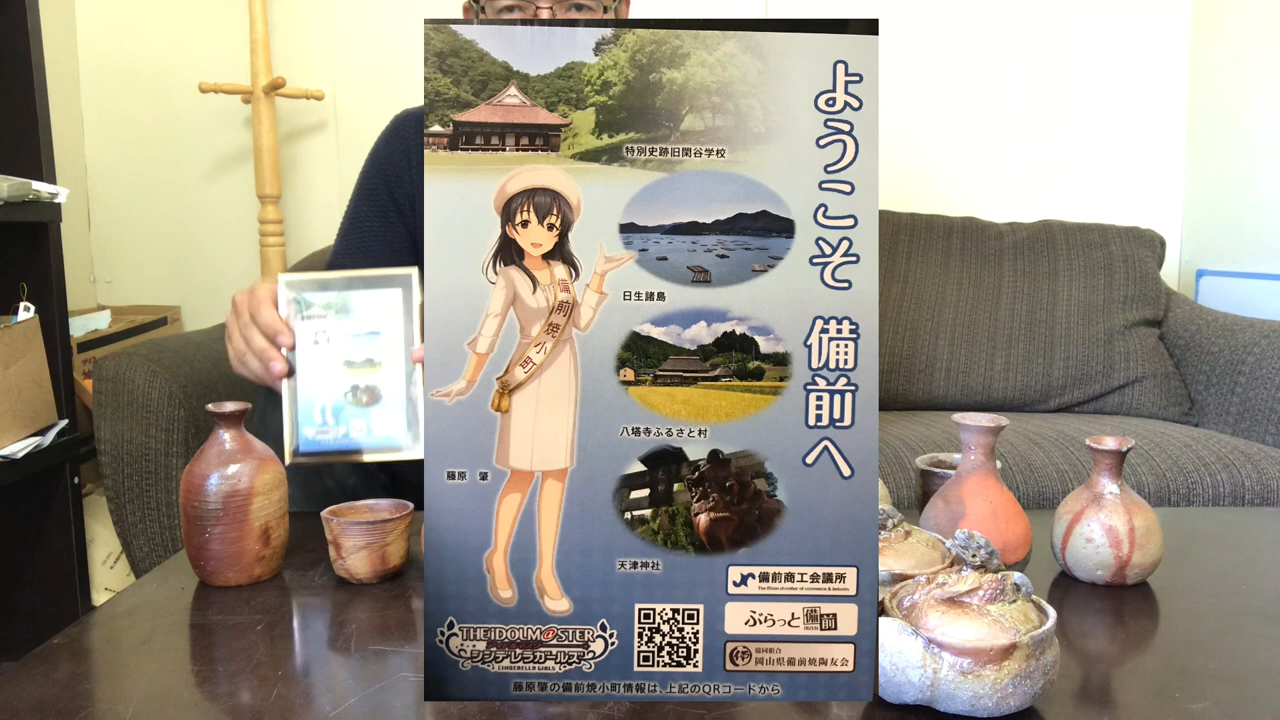 ようこそ 備前へ
特別史跡旧閑谷学校
日生諸島
八塔寺ふるさと村
天津神社
備前焼小町
藤原 肇
備前商工会議所
The Bizen chamber of commerce & industry
ぶらっと備前
BIZEN
協同組合
岡山県備前焼陶友会
THE iDOLM@STER
シンデレラガールズ
CINDERELLA GIRLS
藤原肇の備前焼小町情報は、上記のQRコードから